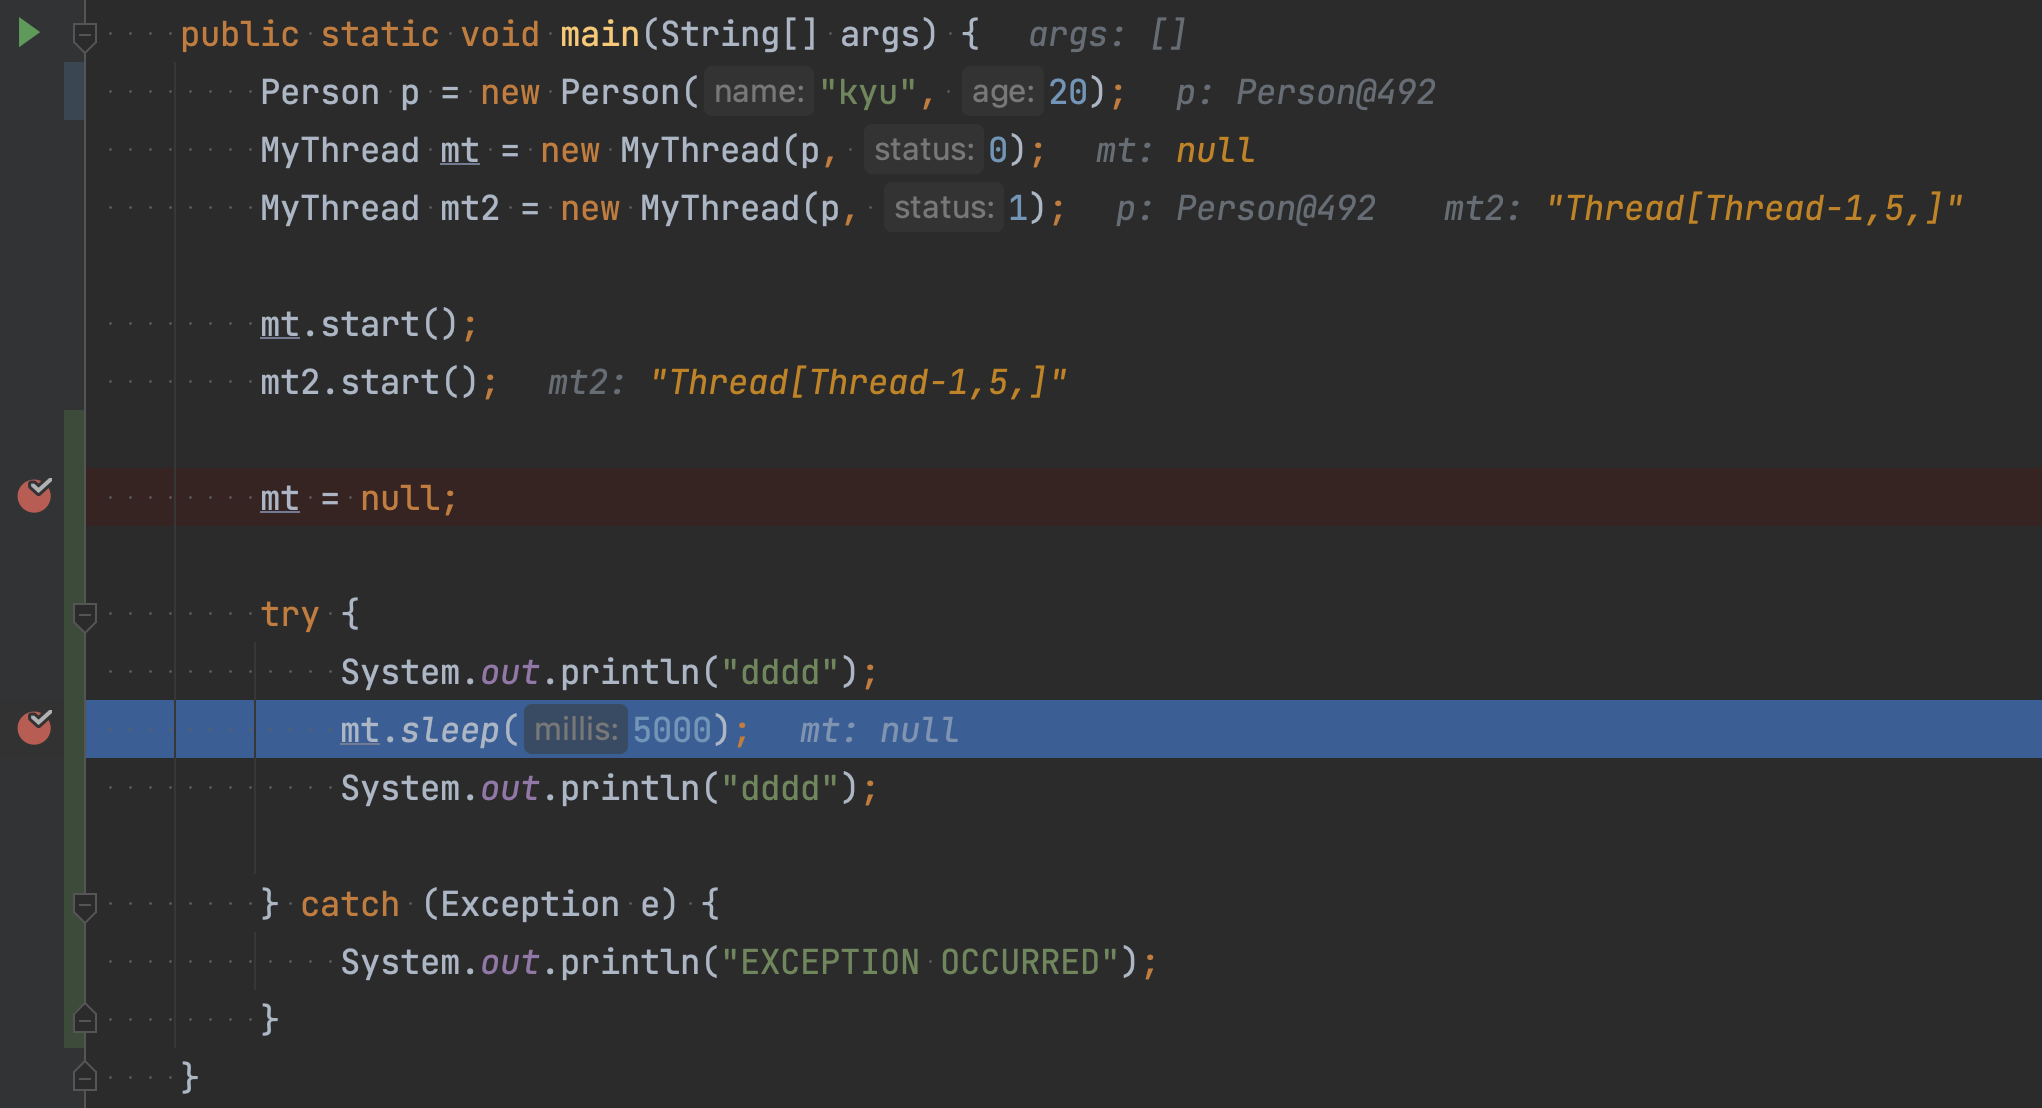 public static void main(String[] args) { args: []
Person p = new Person( name: "kyu", age: 20); p: Person@492
MyThread mt = new MyThread(p, status: 0); mt: null
MyThread mt2 = new MyThread(p, status: 1); p: Person@492 mt2: "Thread[Thread-1,5,]"
mt.start();
mt2.start(); mt2: "Thread[Thread-1,5,]"
mt = null;
try {
System.out.println("dddd");
mt.sleep( millis: 5000); mt: null
System.out.println("dddd");
} catch (Exception e) {
System.out.println("EXCEPTION OCCURRED");
}
}